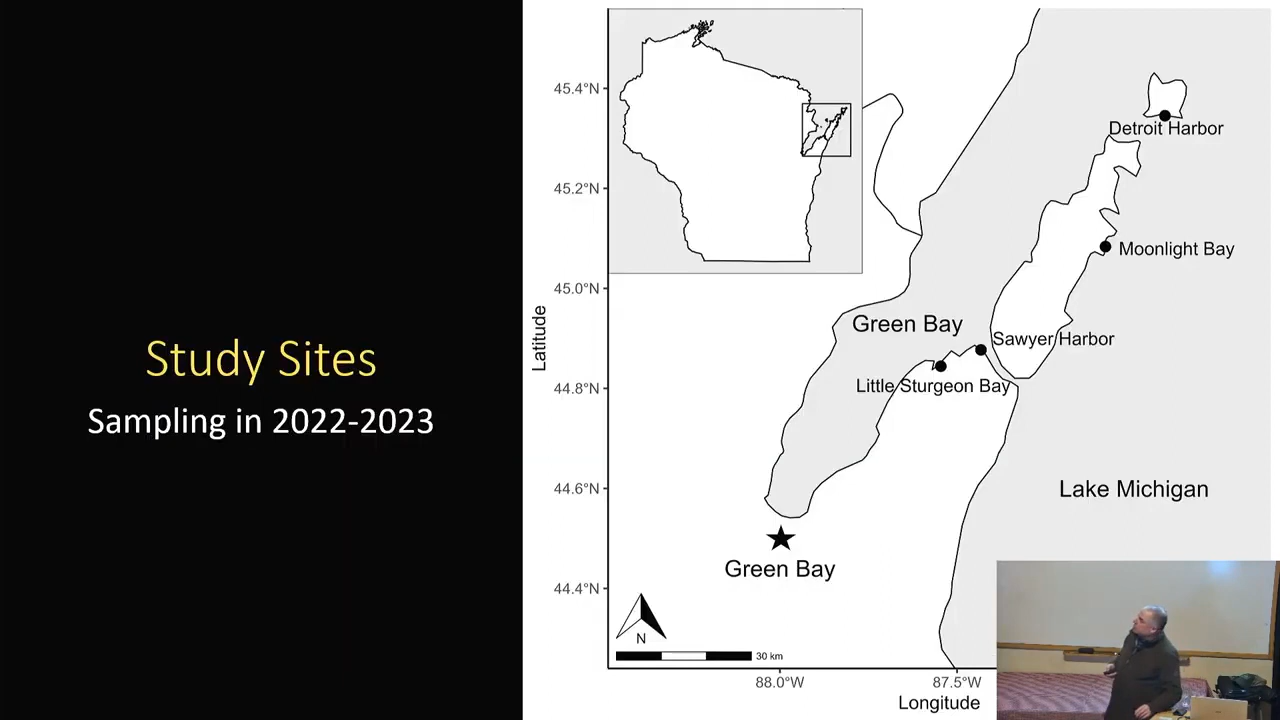 Study Sites
Sampling in 2022-2023
45.4°N
45.2°N
45.0°N
44.8°N
44.6°N
44.4°N
Latitude
Detroit Harbor
Moonlight Bay
Green Bay
Sawyer Harbor
Little Sturgeon Bay
Lake Michigan
Green Bay
N
30 km
88.0°W
87.5°W
Longitude